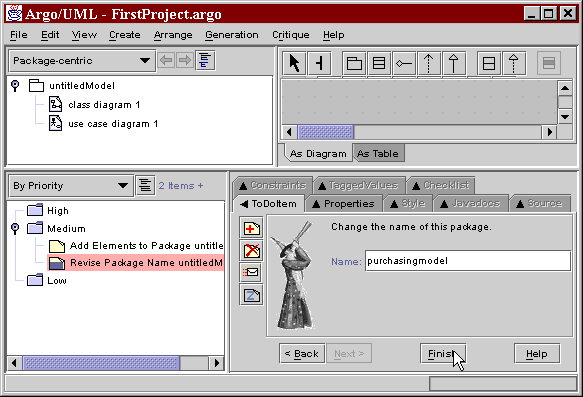 Argo/UML - FirstProject.argo
File Edit View Create Arrange Generation Critique Help
Package-centric
untitledModel
class diagram 1
use case diagram 1
As Diagram As Table
By Priority 2 Items +
High
Medium
Add Elements to Package untitle
Revise Package Name untitledM
Low
Constraints TaggedValues Checklist
ToDoItem Properties Style Javadocs Source
Change the name of this package.
Name: purchasingmodel
< Back Next > Finish Help